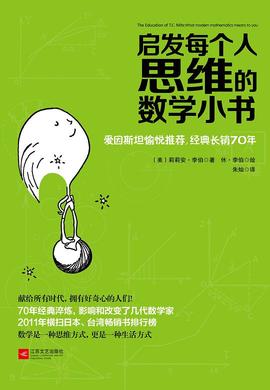 The Education of T.C. Mits:What modern mathematics means to you
启发每个人
思维的
数学小书
爱因斯坦愉悦推荐，经典长销70年
（美）莉莉安·李伯 著 休·李伯 绘
朱灿 译
献给所有时代，拥有好奇心的人们！
70年经典淬炼，影响和改变了几代数学家
2011年横扫日本、台湾畅销书排行榜
数学是一种思维方式，更是一种生活方式
江苏文艺出版社